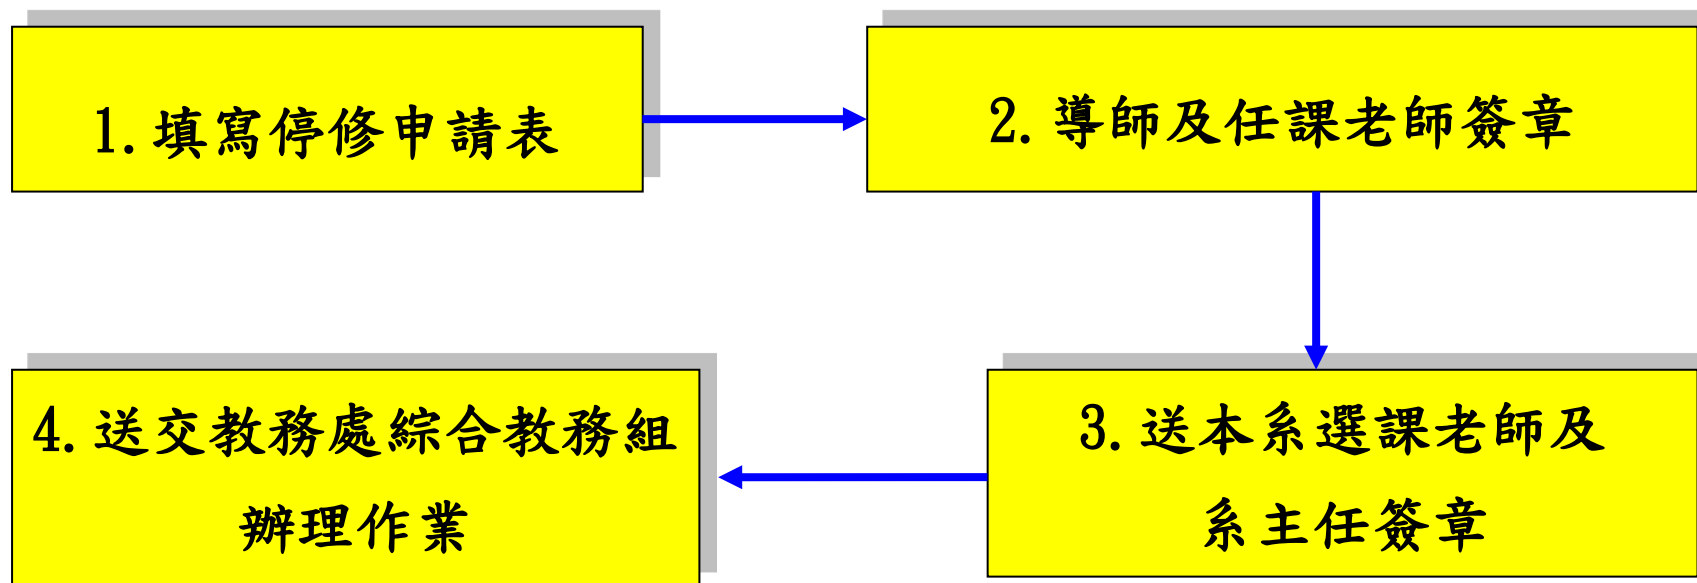 1.填寫停修申請表
2.導師及任課老師簽章
3.送本系選課老師及
系主任簽章
4.送交教務處綜合教務組
辦理作業